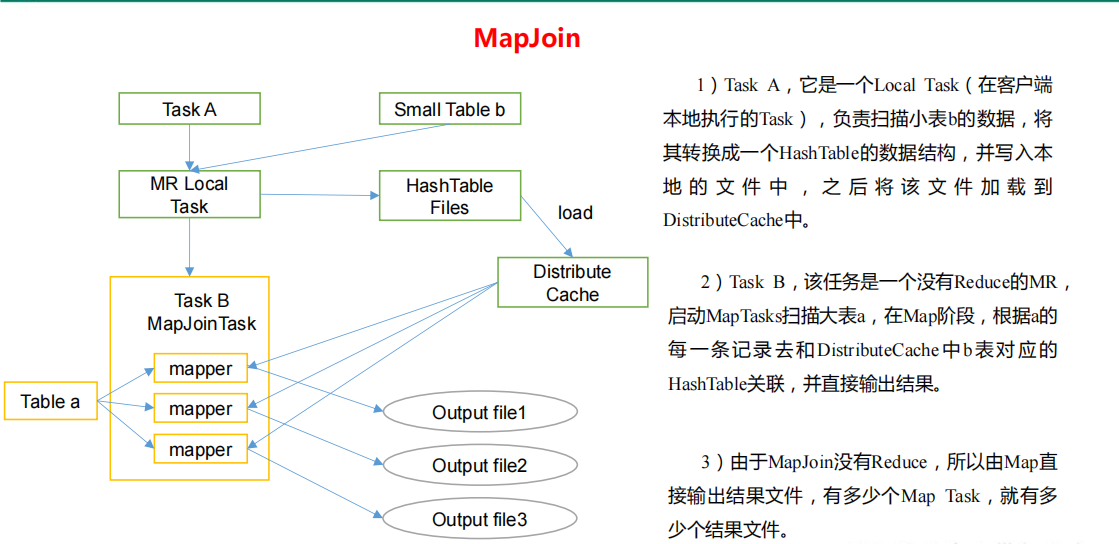 MapJoin
Task A
Small Table b
MR Local
Task
HashTable
Files
load
Distribute
Cache
Task B
MapJoinTask
mapper
mapper
mapper
Table a
Output file1
Output file2
Output file3
1）Task A，它是一个Local Task（在客户端
本地执行的Task），负责扫描小表b的数据，将
其转换成一个HashTable的数据结构，并写入本
地的文件中，之后将该文件加载到
DistributeCache中。
2）Task B，该任务是一个没有Reduce的MR，
启动MapTasks扫描大表a，在Map阶段，根据a的
每一条记录去和DistributeCache中b表对应的
HashTable关联，并直接输出结果。
3）由于MapJoin没有Reduce，所以由Map直
接输出结果文件，有多少个Map Task，就有多
少个结果文件。